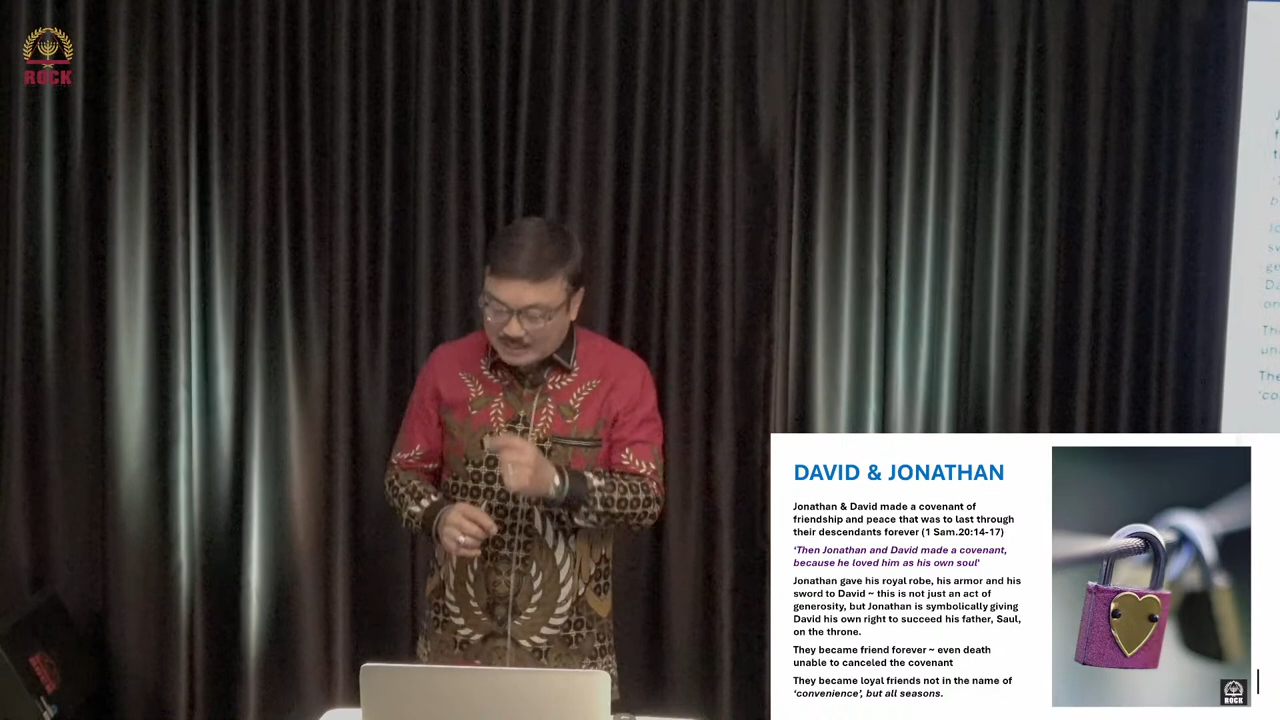 ROCK
DAVID & JONATHAN
Jonathan & David made a covenant of
friendship and peace that was to last through
their descendants forever (1 Sam.20:14-17)
‘Then Jonathan and David made a covenant,
because he loved him as his own soul‘
Jonathan gave his royal robe, his armor and his
sword to David ~ this is not just an act of
generosity, but Jonathan is symbolically giving
David his own right to succeed his father, Saul,
on the throne.
They became friend forever ~ even death
unable to canceled the covenant
They became loyal friends not in the name of
‘convenience’, but all seasons.
ROCK